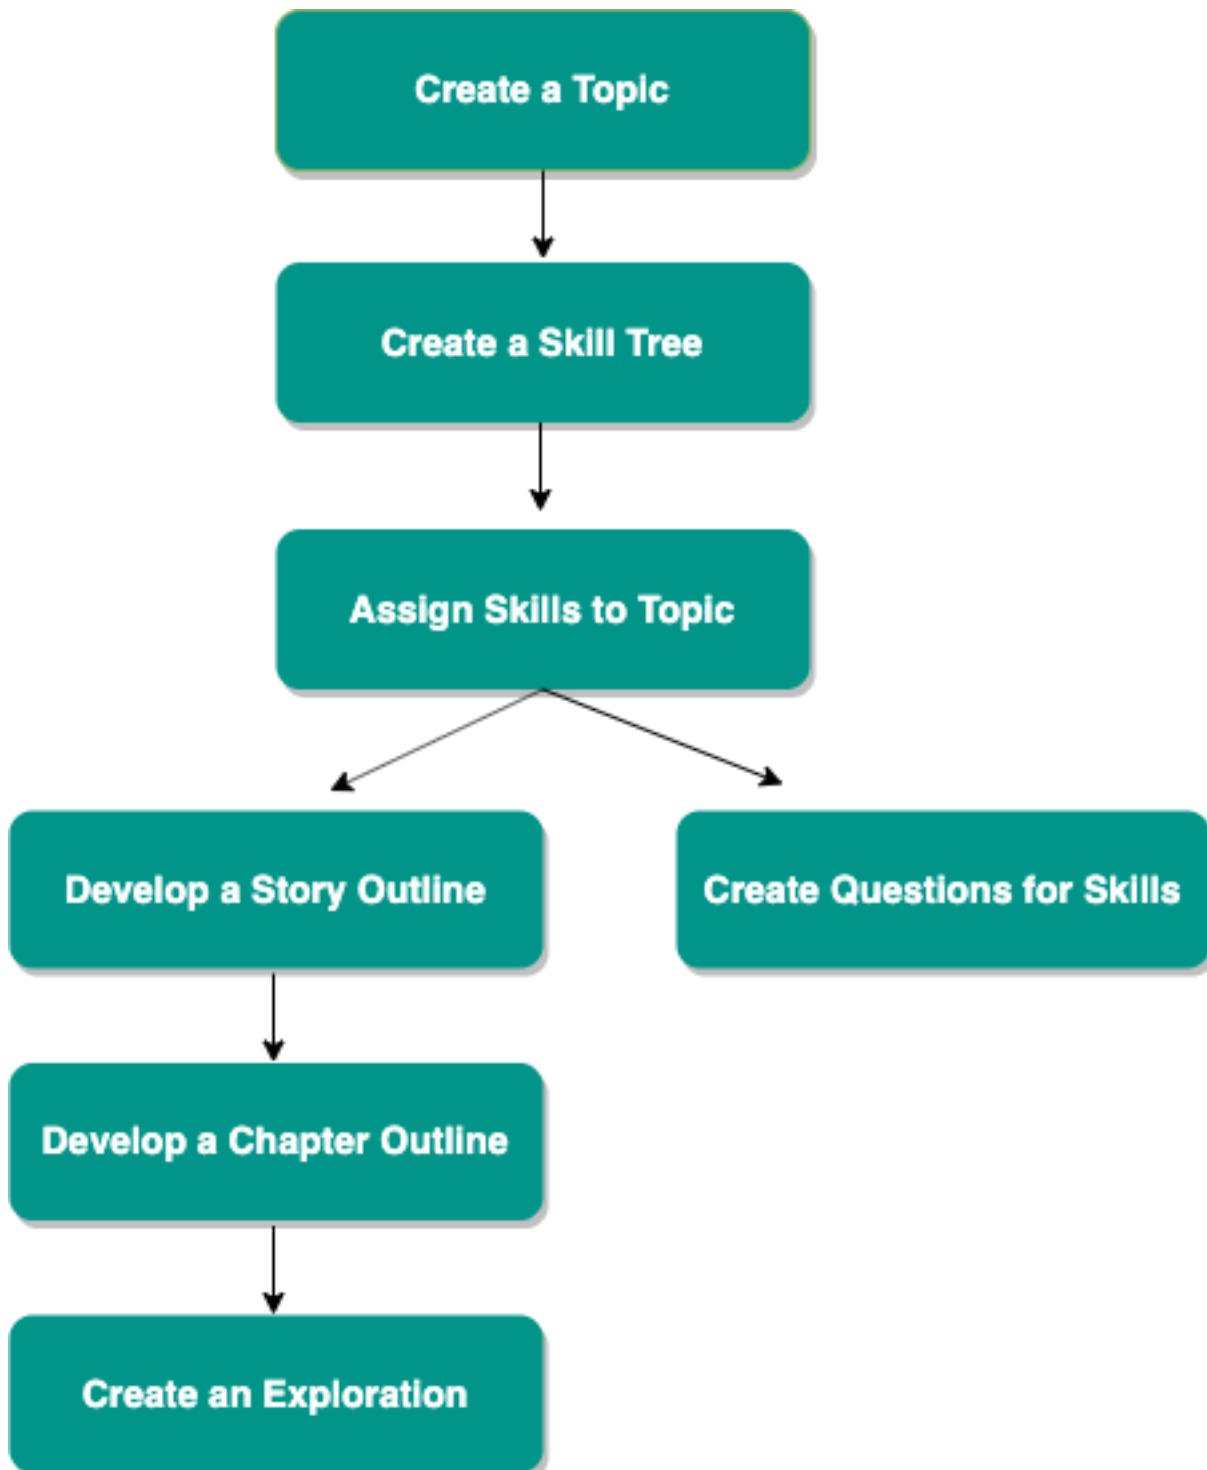 Create a Topic
Create a Skill Tree
Assign Skills to Topic
Develop a Story Outline
Create Questions for Skills
Develop a Chapter Outline
Create an Exploration